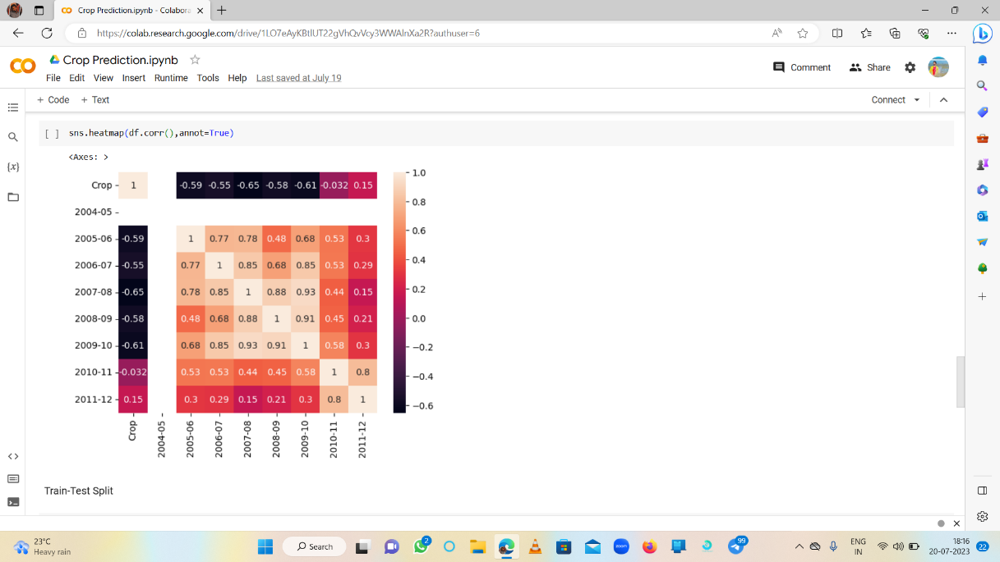 Crop Prediction.ipynb - Colabora
https://colab.research.google.com/drive/1LO7eAyKBtlUT22gVhQvVcy3WWAlnXa2R?authuser=6
Crop Prediction.ipynb
File Edit View Insert Runtime Tools Help Last saved at July 19
Comment Share
+ Code + Text
Connect
{x}
[ ] sns.heatmap(df.corr(),annot=True)
<Axes: >
Crop 1 -0.59 -0.55 -0.65 -0.58 -0.61 -0.032 0.15
2004-05
2005-06 -0.59 1 0.77 0.78 0.48 0.68 0.53 0.3
2006-07 -0.55 0.77 1 0.85 0.68 0.85 0.53 0.29
2007-08 -0.65 0.78 0.85 1 0.88 0.93 0.44 0.15
2008-09 -0.58 0.48 0.68 0.88 1 0.91 0.45 0.21
2009-10 -0.61 0.68 0.85 0.93 0.91 1 0.58 0.3
2010-11 -0.032 0.53 0.53 0.44 0.45 0.58 1 0.8
2011-12 0.15 0.3 0.29 0.15 0.21 0.3 0.8 1
Crop 2004-05 2005-06 2006-07 2007-08 2008-09 2009-10 2010-11 2011-12
1.0
0.8
0.6
0.4
0.2
0.0
−0.2
−0.4
−0.6
Train-Test Split
23°C
Heavy rain
Search
2
zoom
99
ENG
IN
18:16
20-07-2023
22